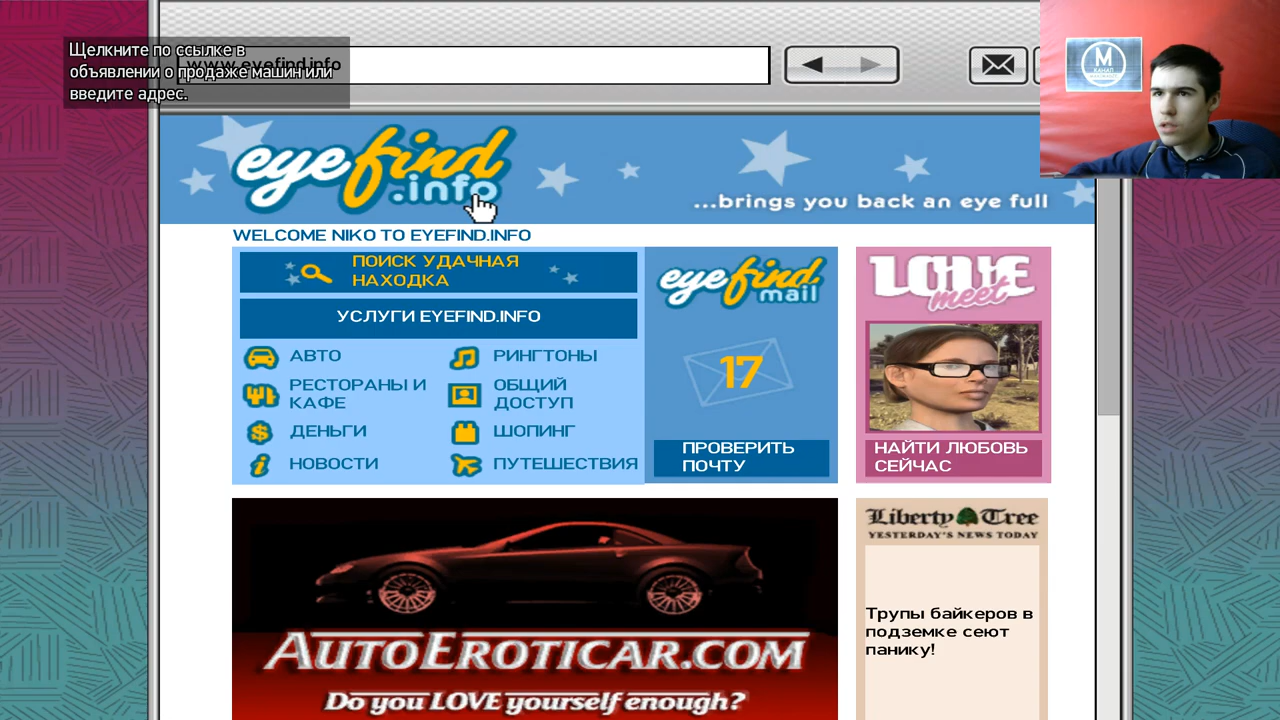 Щелкните по ссылке в
объявлении о продаже машин или
введите адрес.
www.eyefind.info
М
КАНАЛ
eyefind
.info
...brings you back an eye full
WELCOME NIKO TO EYEFIND.INFO
ПОИСК УДАЧНАЯ
НАХОДКА
УСЛУГИ EYEFIND.INFO
АВТО
РИНГТОНЫ
РЕСТОРАНЫ И
КАФЕ
ОБЩИЙ
ДОСТУП
ДЕНЬГИ
ШОПИНГ
НОВОСТИ
ПУТЕШЕСТВИЯ
eyefind
mail
17
ПРОВЕРИТЬ
ПОЧТУ
LOVE
meet
НАЙТИ ЛЮБОВЬ
СЕЙЧАС
AUTOEROTICAR.COM
Do you LOVE yourself enough?
Liberty Tree
YESTERDAY'S NEWS TODAY
Трупы байкеров в
подземке сеют
панику!